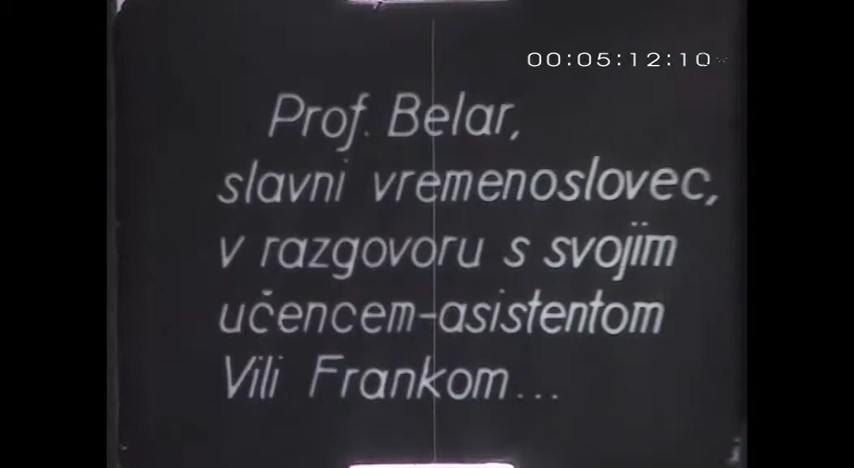 00:05:12:10
Prof. Belar,
slavni vremenoslovec,
v razgovoru s svojim
učencem-asistentom
Vili Frankom...